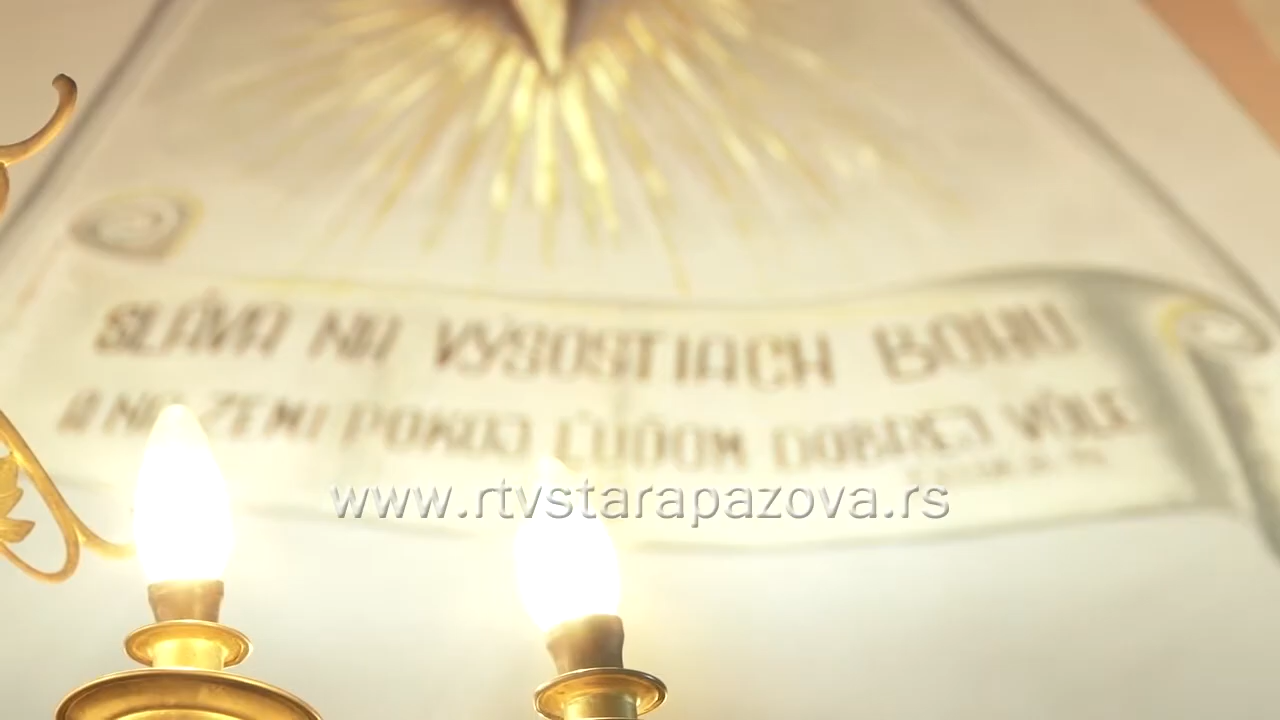 SLÁVA NA VÝSOSTIACH BOHU
A NA ZEMI POKOJ ĽUĎOM DOBREJ VÔLE
www.rtvstarapazova.rs